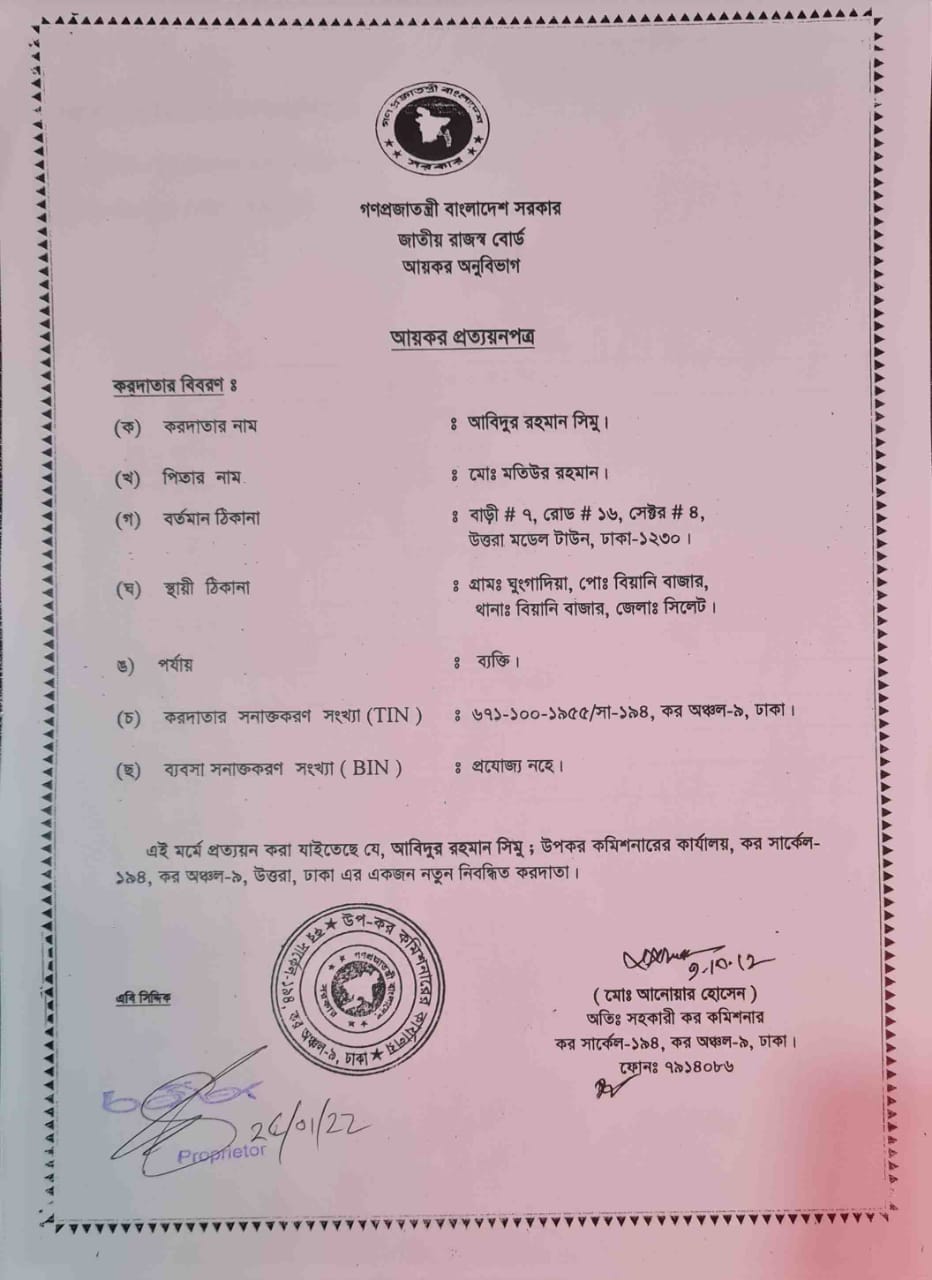 গণ প্রজাতন্ত্রী বাংলাদেশ
সরকার
গণপ্রজাতন্ত্রী বাংলাদেশ সরকার
জাতীয় রাজস্ব বোর্ড
আয়কর অনুবিভাগ
আয়কর প্রত্যয়নপত্র
করদাতার বিবরণ ঃ
(ক) করদাতার নাম ঃ আবিদুর রহমান সিমু।
(খ) পিতার নাম ঃ মোঃ মতিউর রহমান।
(গ) বর্তমান ঠিকানা ঃ বাড়ী # ৭, রোড # ১৬, সেক্টর # ৪,
উত্তরা মডেল টাউন, ঢাকা-১২৩০।
(ঘ) স্থায়ী ঠিকানা ঃ গ্রামঃ ঘুংগাদিয়া, পোঃ বিয়ানি বাজার,
থানাঃ বিয়ানি বাজার, জেলাঃ সিলেট।
ঙ) পর্যায় ঃ ব্যক্তি।
(চ) করদাতার সনাক্তকরণ সংখ্যা (TIN ) ঃ ৬৭১-১০০-১৯৫৫/সা-১৯৪, কর অঞ্চল-৯, ঢাকা।
(ছ) ব্যবসা সনাক্তকরণ সংখ্যা ( BIN ) ঃ প্রযোজ্য নহে।
এই মর্মে প্রত্যয়ন করা যাইতেছে যে, আবিদুর রহমান সিমু ; উপকর কমিশনারের কার্যালয়, কর সার্কেল-
১৯৪, কর অঞ্চল-৯, উত্তরা, ঢাকা এর একজন নতুন নিবন্ধিত করদাতা।
উপ-কর কমিশনারের কার্যালয়
কর সার্কেল-১৯৪, কর অঞ্চল-৯, ঢাকা
গণপ্রজাতন্ত্রী বাংলাদেশ
সরকার
৭.১০.১২
( মোঃ আনোয়ার হোসেন )
অতিঃ সহকারী কর কমিশনার
কর সার্কেল-১৯৪, কর অঞ্চল-৯, ঢাকা।
ফোনঃ ৭৯১৪০৮৬
এবি সিদ্দিক
24/01/22
Proprietor